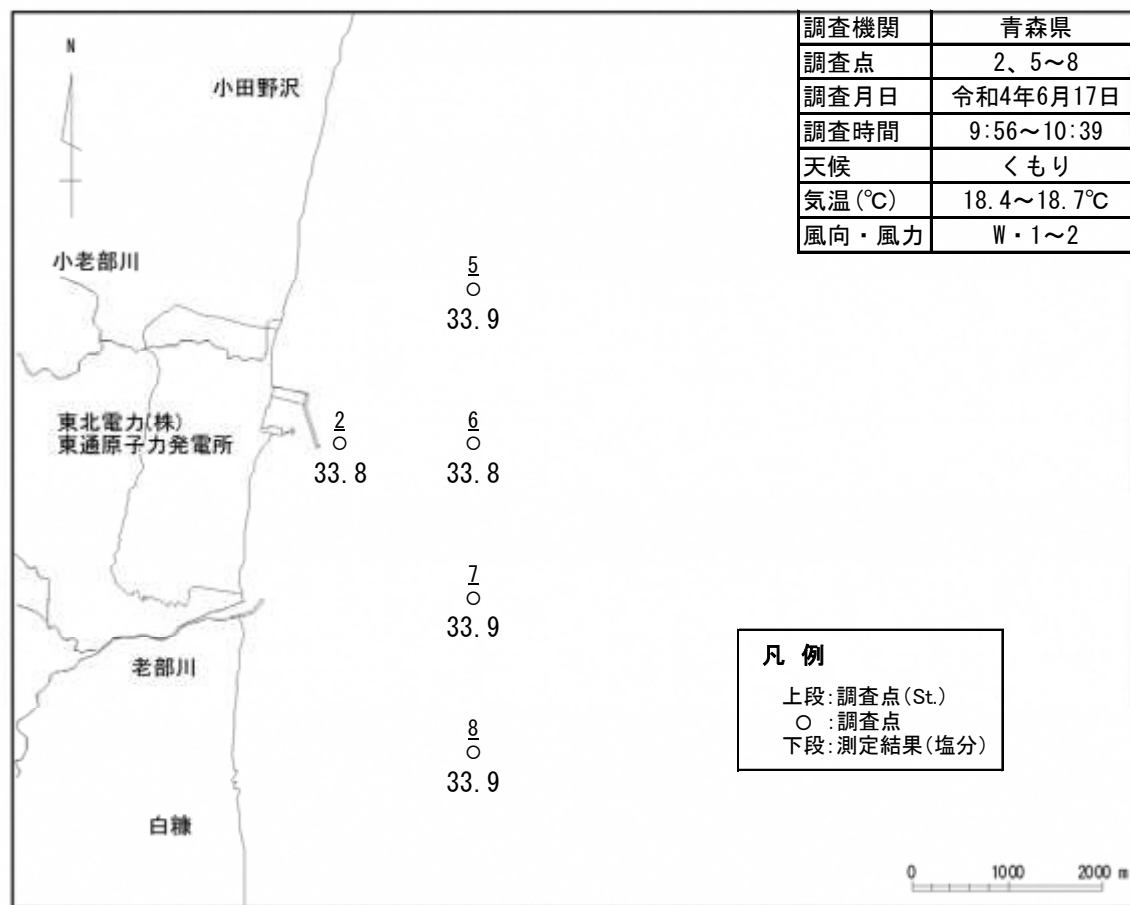 調査機関 青森県
調査点 2、5～8
調査月日 令和4年6月17日
調査時間 9:56～10:39
天候 くもり
気温(℃) 18.4～18.7℃
風向・風力 W・1～2
N
小田野沢
小老部川
5
33.9
東北電力(株)
東通原子力発電所
2
33.8
6
33.8
7
33.9
老部川
8
33.9
白糠
凡 例
上段:調査点(St.)
○ :調査点
下段:測定結果(塩分)
0 1000 2000 m